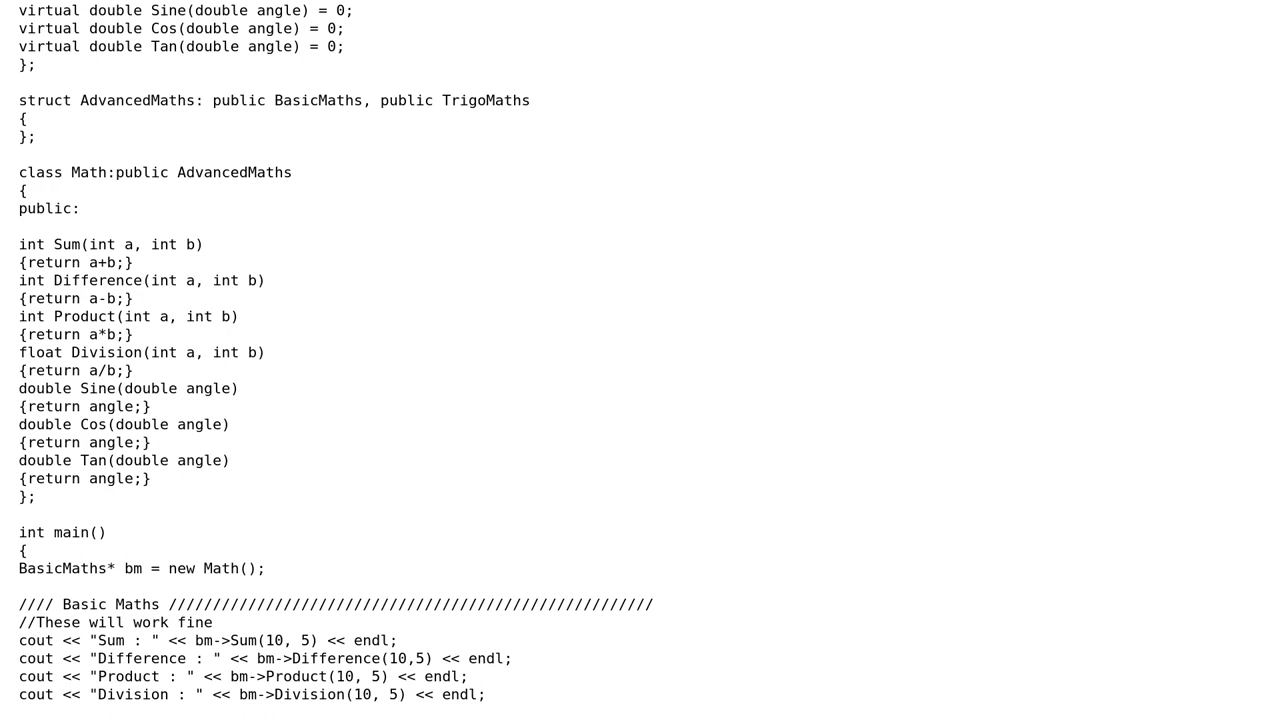 virtual double Sine(double angle) = 0;
virtual double Cos(double angle) = 0;
virtual double Tan(double angle) = 0;
};
struct AdvancedMaths: public BasicMaths, public TrigoMaths
{
};
class Math:public AdvancedMaths
{
public:
int Sum(int a, int b)
{return a+b;}
int Difference(int a, int b)
{return a-b;}
int Product(int a, int b)
{return a*b;}
float Division(int a, int b)
{return a/b;}
double Sine(double angle)
{return angle;}
double Cos(double angle)
{return angle;}
double Tan(double angle)
{return angle;}
};
int main()
{
BasicMaths* bm = new Math();
//// Basic Maths ///////////////////////////////////////////////////////
//These will work fine
cout << "Sum : " << bm->Sum(10, 5) << endl;
cout << "Difference : " << bm->Difference(10,5) << endl;
cout << "Product : " << bm->Product(10, 5) << endl;
cout << "Division : " << bm->Division(10, 5) << endl;